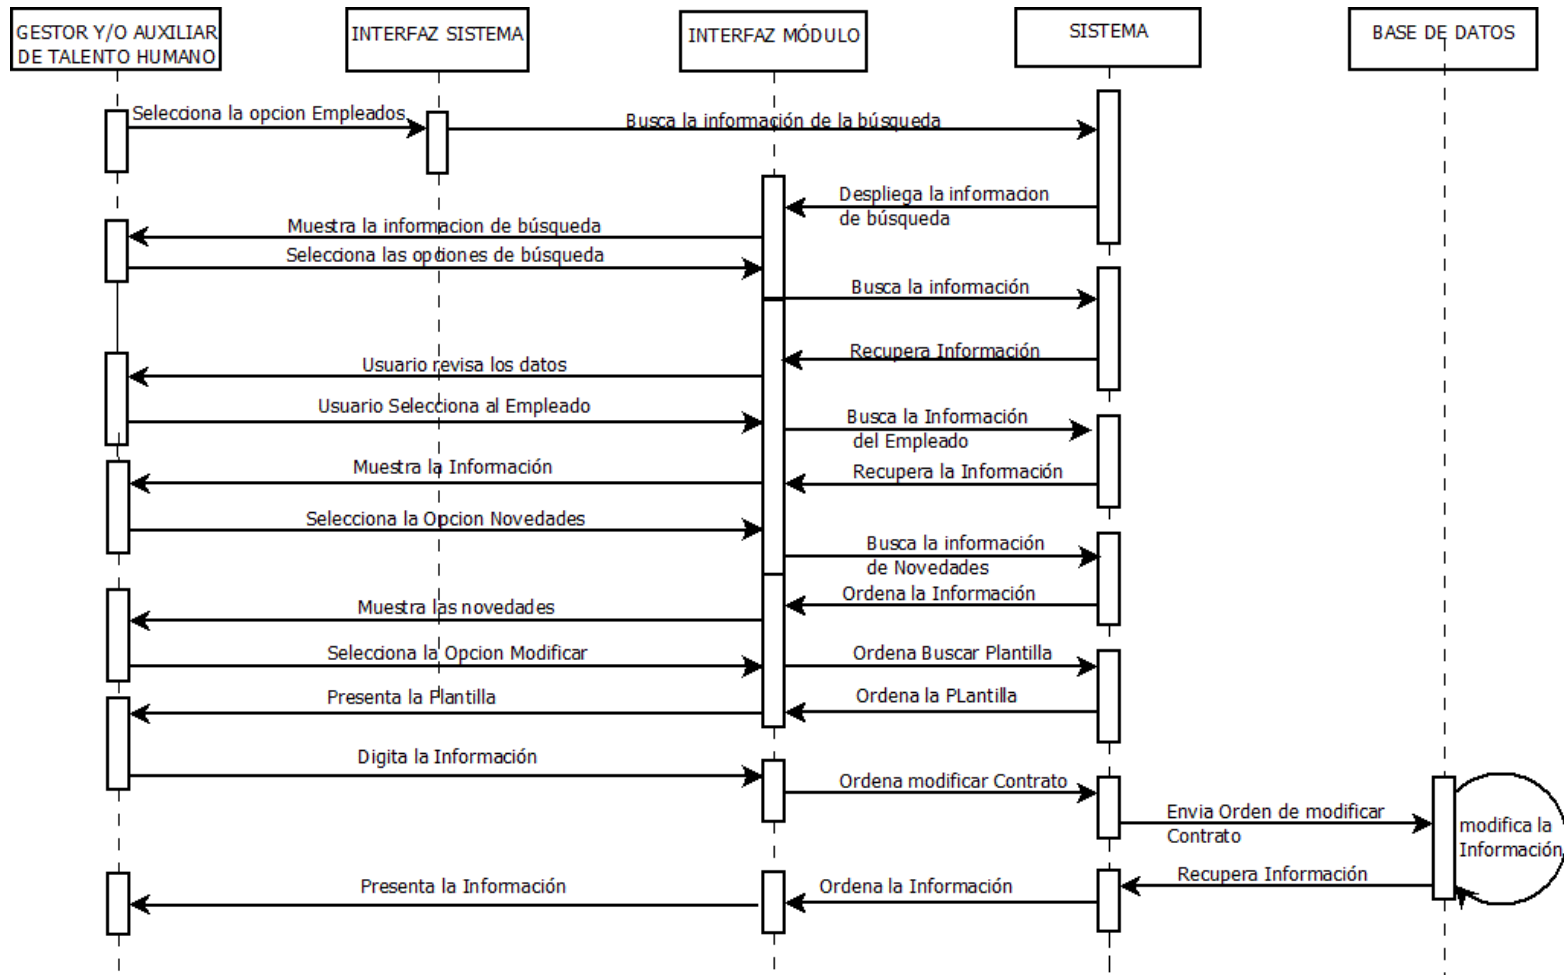 GESTOR Y/O AUXILIAR
DE TALENTO HUMANO
INTERFAZ SISTEMA
INTERFAZ MÓDULO
SISTEMA
BASE DE DATOS
Selecciona la opcion Empleados
Busca la información de la búsqueda
Despliega la informacion
de búsqueda
Muestra la informacion de búsqueda
Selecciona las opciones de búsqueda
Busca la información
Recupera Información
Usuario revisa los datos
Usuario Selecciona al Empleado
Busca la Información
del Empleado
Muestra la Información
Recupera la Información
Selecciona la Opcion Novedades
Busca la información
de Novedades
Ordena la Información
Muestra las novedades
Selecciona la Opcion Modificar
Ordena Buscar Plantilla
Presenta la Plantilla
Ordena la PLantilla
Digita la Información
Ordena modificar Contrato
Envia Orden de modificar
Contrato
modifica la
Información
Recupera Información
Ordena la Información
Presenta la Información